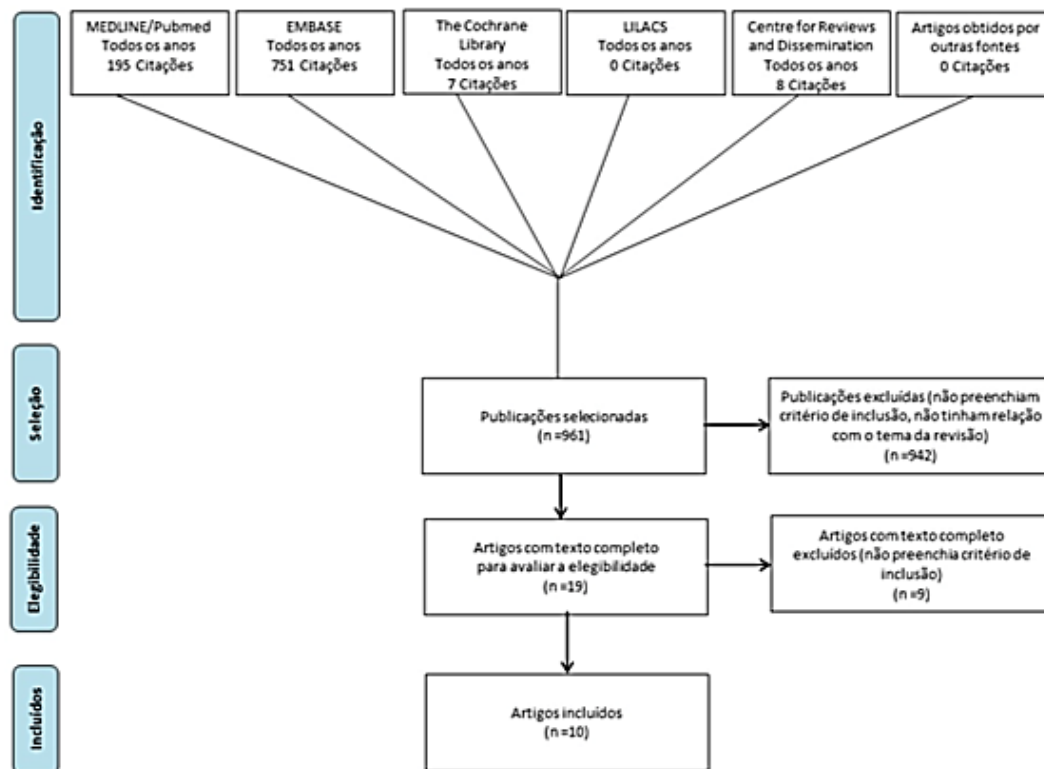 MEDLINE/Pubmed
Todos os anos
195 Citações
EMBASE
Todos os anos
751 Citações
The Cochrane
Library
Todos os anos
7 Citações
LILACS
Todos os anos
0 Citações
Centre for Reviews
and Dissemination
Todos os anos
8 Citações
Artigos obtidos por
outras fontes
0 Citações
Identificação
Seleção
Publicações selecionadas
(n =961)
Publicações excluídas (não preenchiam
critério de inclusão, não tinham relação
com o tema da revisão)
(n =942)
Elegibilidade
Artigos com texto completo
para avaliar a elegibilidade
(n =19)
Artigos com texto completo
excluídos (não preenchia critério de
inclusão)
(n =9)
Incluídos
Artigos incluídos
(n =10)